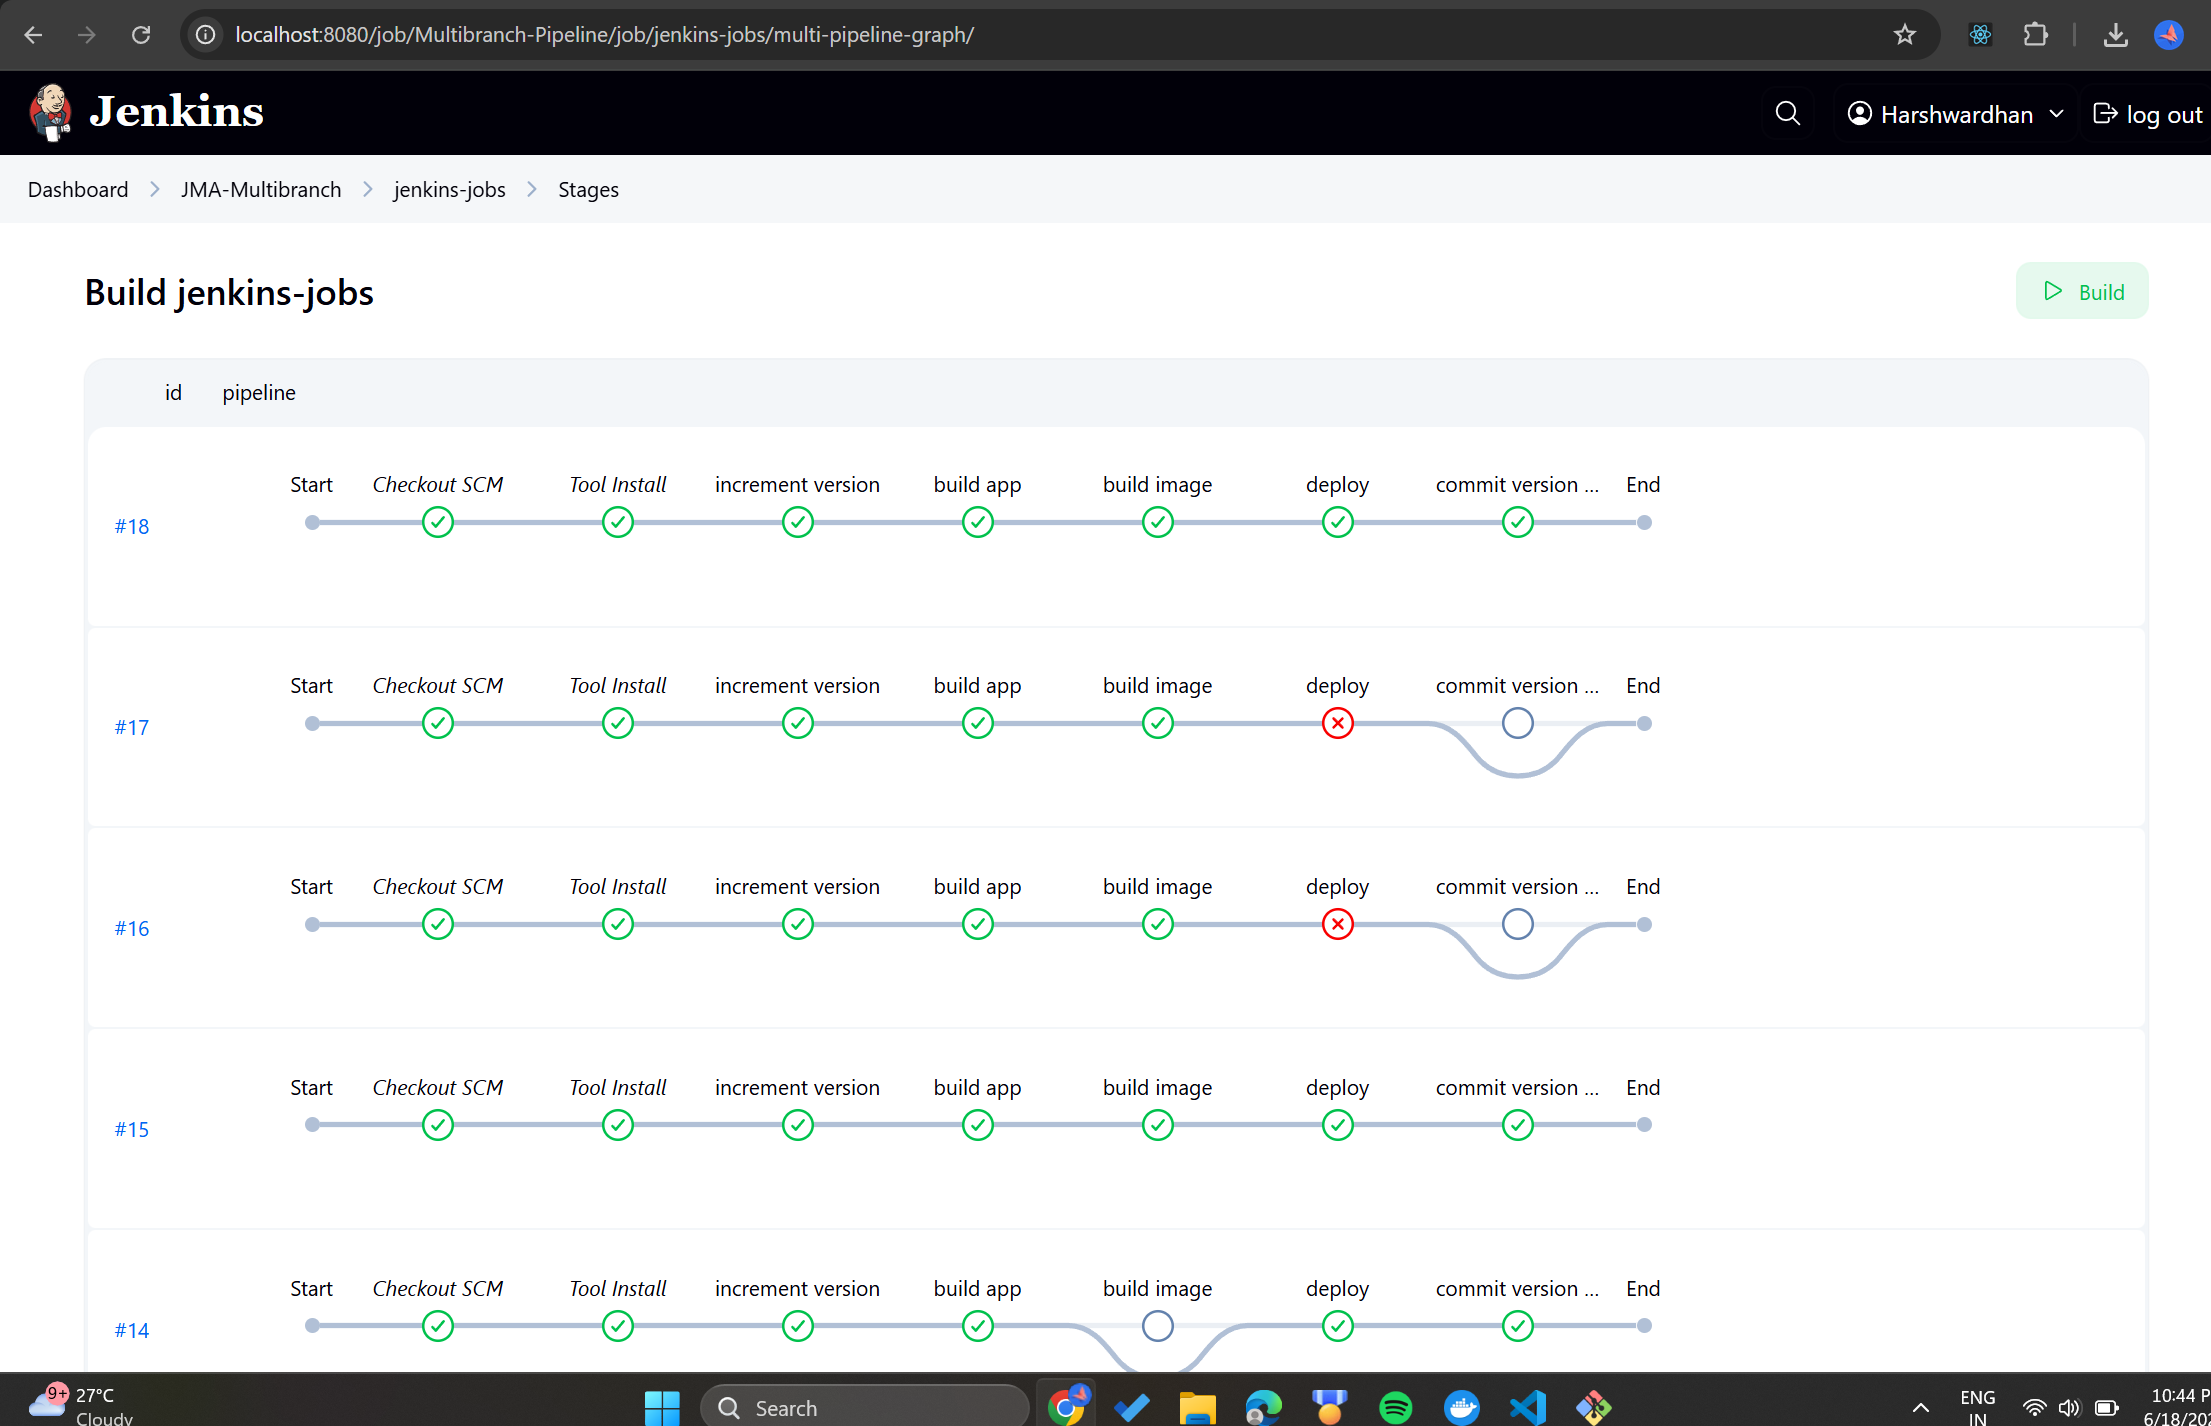 localhost:8080/job/Multibranch-Pipeline/job/jenkins-jobs/multi-pipeline-graph/
Jenkins
Harshwardhan
log out
Dashboard JMA-Multibranch jenkins-jobs Stages
Build jenkins-jobs
Build
id pipeline
Start Checkout SCM Tool Install increment version build app build image deploy commit version ... End
#18
Start Checkout SCM Tool Install increment version build app build image deploy commit version ... End
#17
Start Checkout SCM Tool Install increment version build app build image deploy commit version ... End
#16
Start Checkout SCM Tool Install increment version build app build image deploy commit version ... End
#15
Start Checkout SCM Tool Install increment version build app build image deploy commit version ... End
#14
9+
27°C
Cloudy
Search
ENG
IN
10:44 P
6/18/20